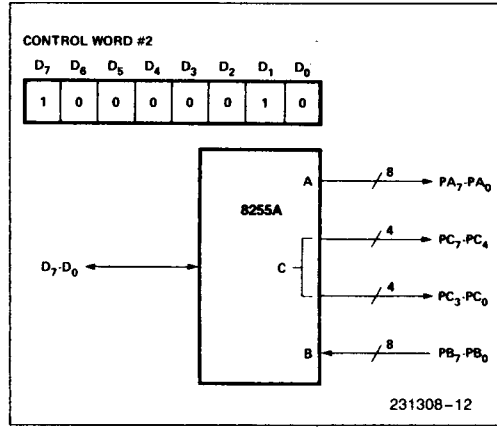 CONTROL WORD #2
D7 D6 D5 D4 D3 D2 D1 D0
1 0 0 0 0 0 1 0
A 8 PA7-PA0
8255A
4 PC7-PC4
D7-D0 C
4 PC3-PC0
B 8 PB7-PB0
231308-12